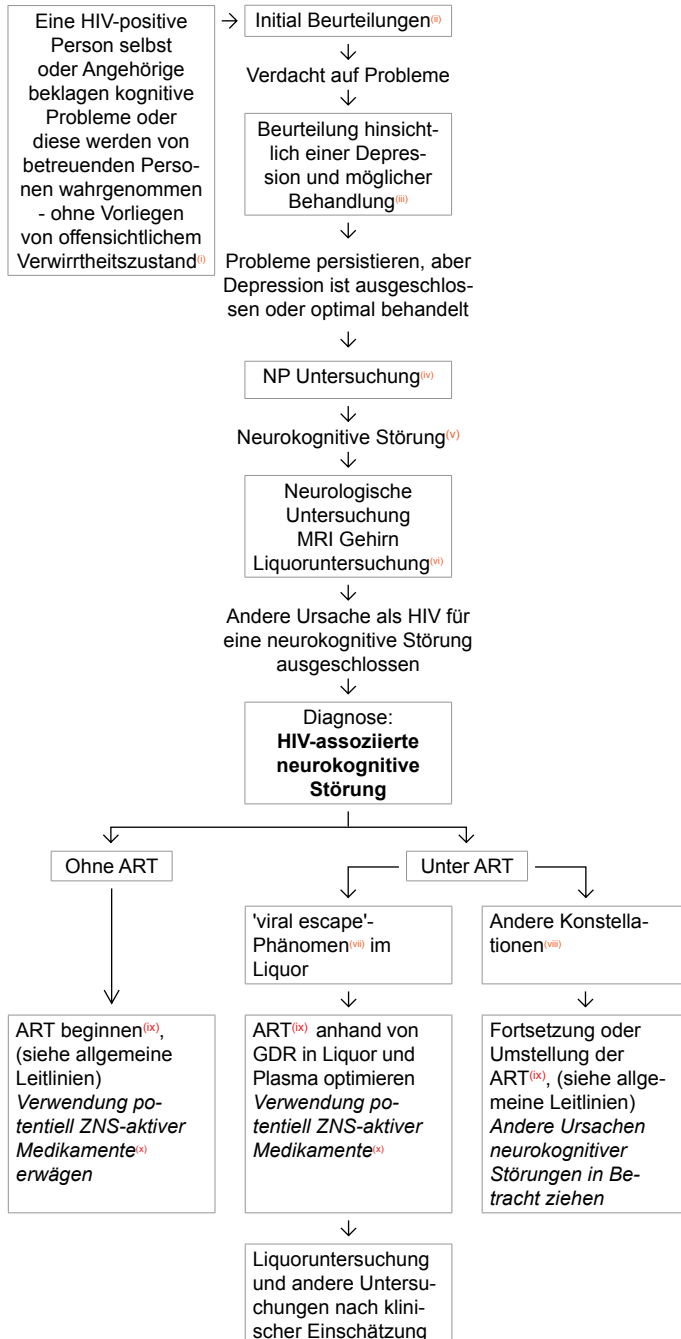 Eine HIV-positive
Person selbst
oder Angehörige
beklagen kognitive
Probleme oder
diese werden von
betreuenden Perso-
nen wahrgenommen
- ohne Vorliegen
von offensichtlichem
Verwirrtheitszustand(i)
Initial Beurteilungen(ii)
Verdacht auf Probleme
Beurteilung hinsicht-
lich einer Depres-
sion und möglicher
Behandlung(iii)
Probleme persistieren, aber
Depression ist ausgeschlos-
sen oder optimal behandelt
NP Untersuchung(iv)
Neurokognitive Störung(v)
Neurologische
Untersuchung
MRI Gehirn
Liquoruntersuchung(vi)
Andere Ursache als HIV für
eine neurokognitive Störung
ausgeschlossen
Diagnose:
HIV-assoziierte
neurokognitive
Störung
Ohne ART
Unter ART
'viral escape'-
Phänomen(vii) im
Liquor
Andere Konstella-
tionen(viii)
ART beginnen(ix),
(siehe allgemeine
Leitlinien)
Verwendung po-
tentiell ZNS-aktiver
Medikamente(x)
erwägen
ART(ix) anhand von
GDR in Liquor und
Plasma optimieren
Verwendung po-
tentiell ZNS-aktiver
Medikamente(x)
Fortsetzung oder
Umstellung der
ART(ix), (siehe allge-
meine Leitlinien)
Andere Ursachen
neurokognitiver
Störungen in Be-
tracht ziehen
Liquoruntersuchung
und andere Untersu-
chungen nach klini-
scher Einschätzung